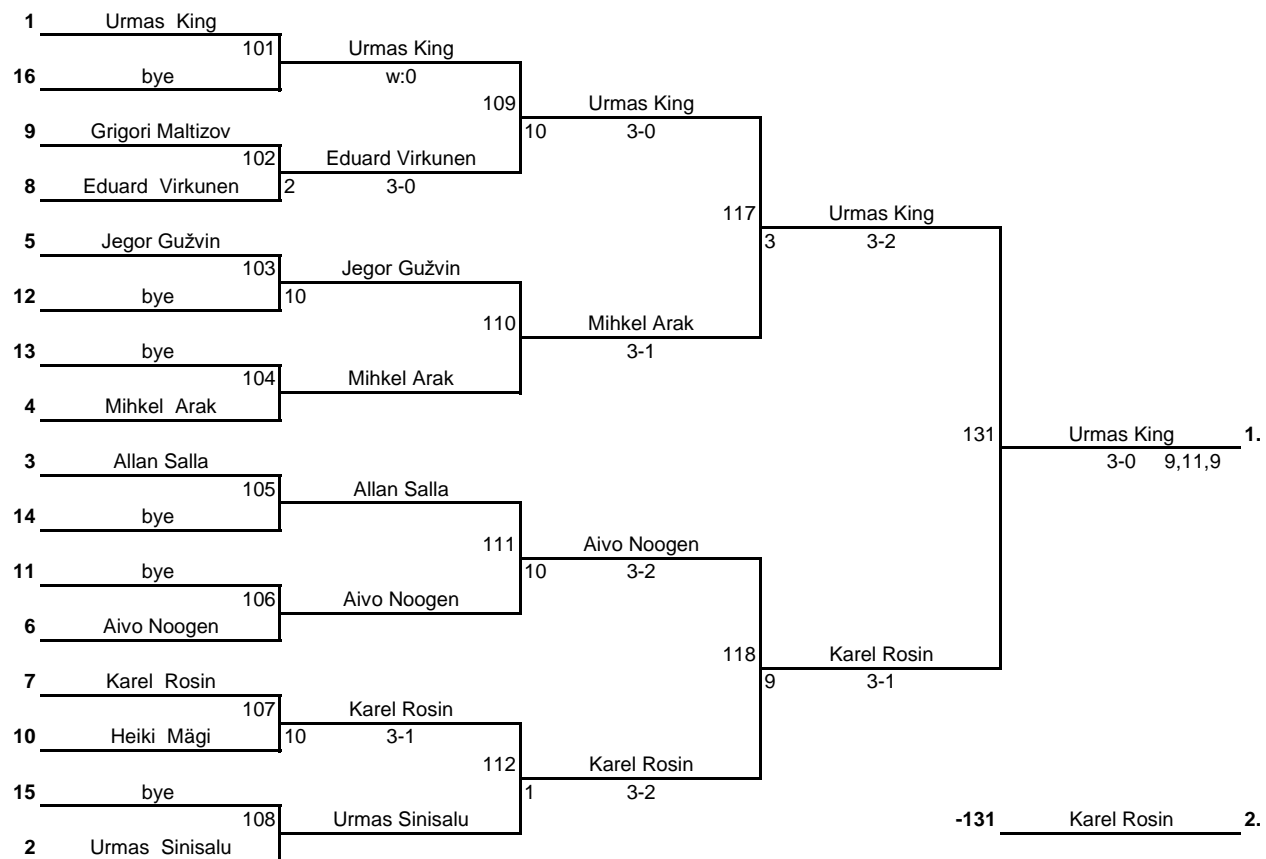 1 Urmas King
101 Urmas King
16 bye w:0
109 Urmas King
9 Grigori Maltizov 10 3-0
102 Eduard Virkunen
8 Eduard Virkunen 2 3-0
117 Urmas King
5 Jegor Gužvin 3 3-2
103 Jegor Gužvin
12 bye 10
110 Mihkel Arak
13 bye 3-1
104 Mihkel Arak
4 Mihkel Arak
131 Urmas King 1.
3 Allan Salla 3-0 9,11,9
105 Allan Salla
14 bye
111 Aivo Noogen
11 bye 10 3-2
106 Aivo Noogen
6 Aivo Noogen
118 Karel Rosin
7 Karel Rosin 9 3-1
107 Karel Rosin
10 Heiki Mägi 10 3-1
112 Karel Rosin
15 bye 1 3-2
108 Urmas Sinisalu -131 Karel Rosin 2.
2 Urmas Sinisalu